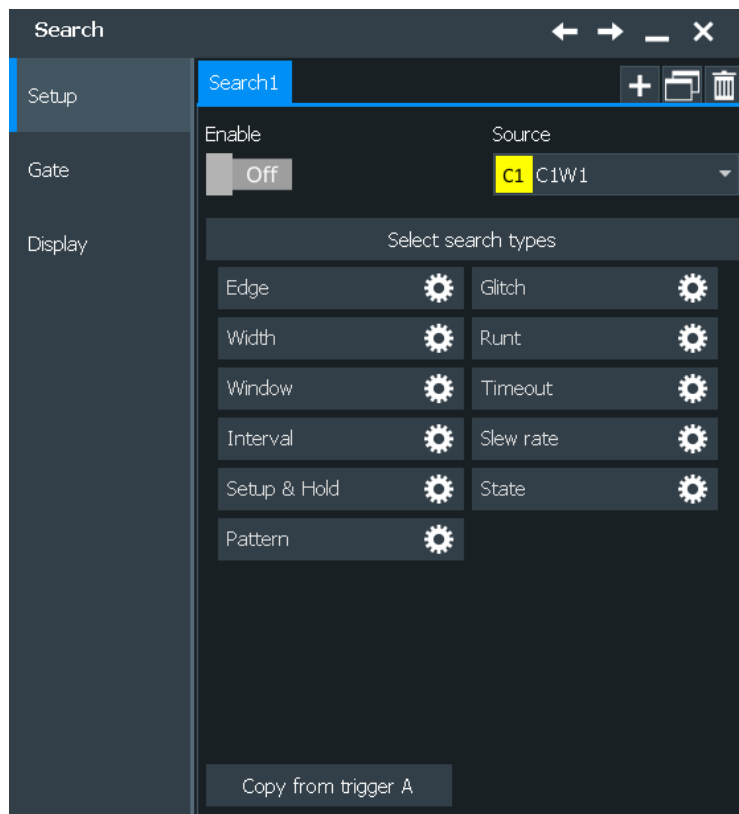 Search
Setup
Gate
Display
Search1
Enable
Source
Off
C1 C1W1
Select search types
Edge
Glitch
Width
Runt
Window
Timeout
Interval
Slew rate
Setup & Hold
State
Pattern
Copy from trigger A